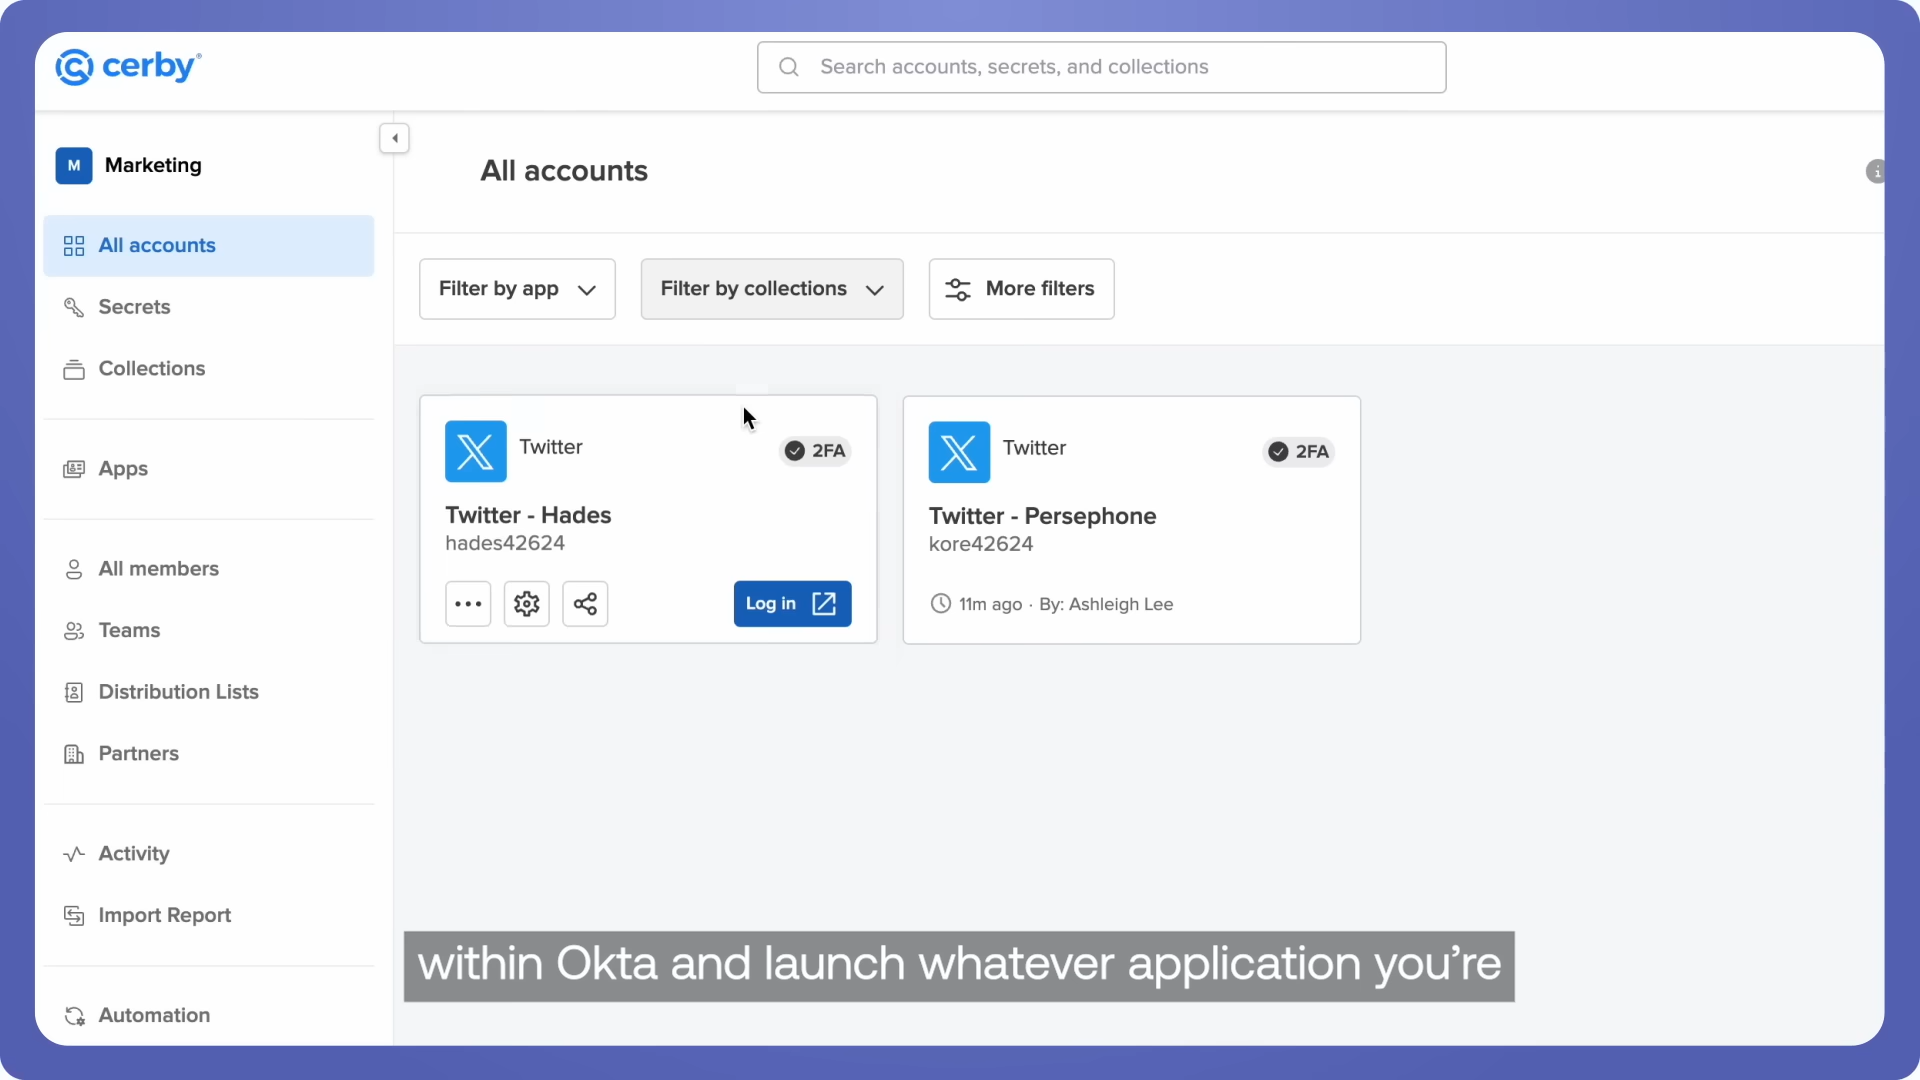 cerby®
Search accounts, secrets, and collections
M Marketing
All accounts
All accounts
Secrets
Collections
Apps
All members
Teams
Distribution Lists
Partners
Activity
Import Report
Automation
Filter by app
Filter by collections
More filters
Twitter
2FA
Twitter - Hades
hades42624
Log in
Twitter
2FA
Twitter - Persephone
kore42624
11m ago · By: Ashleigh Lee
within Okta and launch whatever application you’re